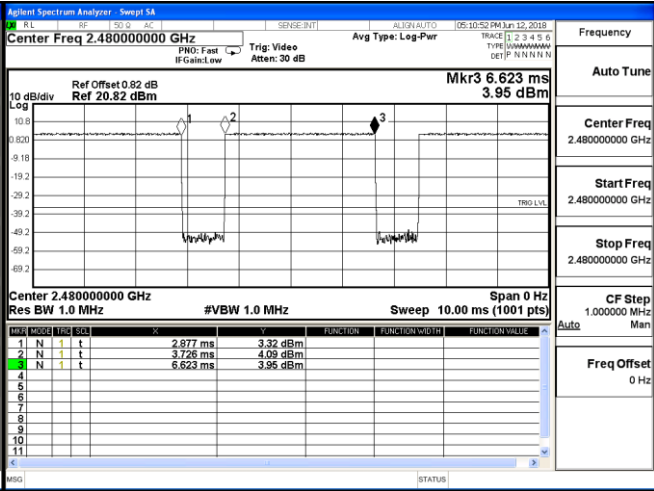 Agilent Spectrum Analyzer - Swept SA
RL RF 50 Ω AC SENSE:INT ALIGN AUTO 05:10:52 PM Jun 12, 2018
Center Freq 2.480000000 GHz
PNO: Fast
IFGain:Low
Trig: Video
Atten: 30 dB
Avg Type: Log-Pwr
TRACE 1 2 3 4 5 6
TYPE
DET P N N N N N
Frequency
Auto Tune
Center Freq
2.480000000 GHz
Start Freq
2.480000000 GHz
Stop Freq
2.480000000 GHz
CF Step
1.000000 MHz
Auto Man
Freq Offset
0 Hz
Mkr3 6.623 ms
3.95 dBm
Ref Offset 0.82 dB
10 dB/div Ref 20.82 dBm
Log
10.8
0.820
-9.18
-19.2
-29.2
-39.2
-49.2
-59.2
-69.2
1
2
3
TRIG LVL
Center 2.480000000 GHz Span 0 Hz
Res BW 1.0 MHz #VBW 1.0 MHz Sweep 10.00 ms (1001 pts)
MKR MODE TRC SCL X Y FUNCTION FUNCTION WIDTH FUNCTION VALUE
1 N 1 t 2.877 ms 3.32 dBm
2 N 1 t 3.726 ms 4.09 dBm
3 N 1 t 6.623 ms 3.95 dBm
4
5
6
7
8
9
10
11
MSG STATUS